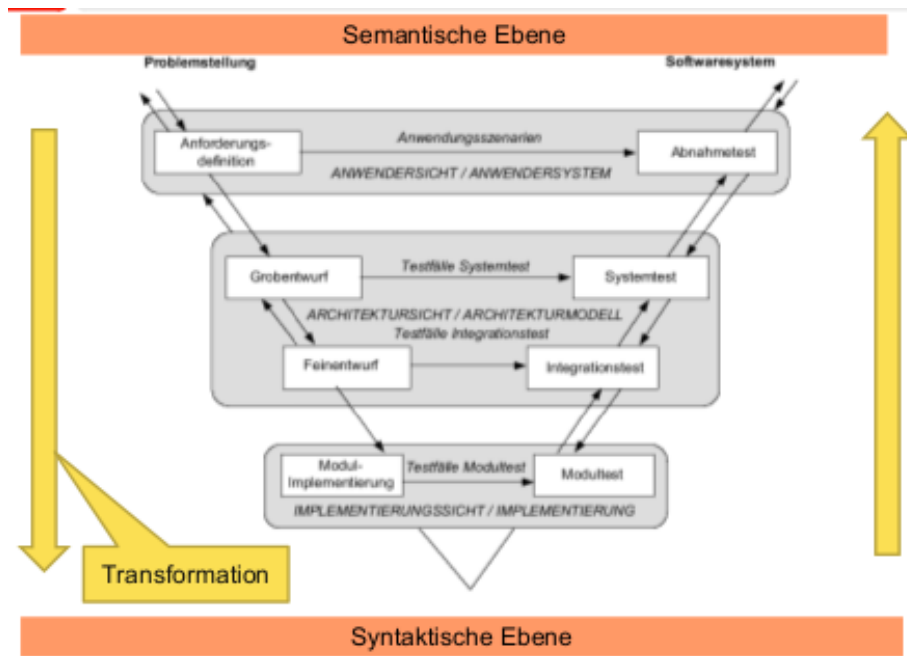 Semantische Ebene
Problemstellung
Softwaresystem
Anforderungs-
definition
Anwendungsszenarien
Abnahmetest
ANWENDERSICHT / ANWENDERSYSTEM
Grobentwurf
Testfälle Systemtest
Systemtest
ARCHITEKTURSICHT / ARCHITEKTURMODELL
Testfälle Integrationstest
Feinentwurf
Integrationstest
Modul-
Implementierung
Testfälle Modultest
Modultest
IMPLEMENTIERUNGSSICHT / IMPLEMENTIERUNG
Transformation
Syntaktische Ebene